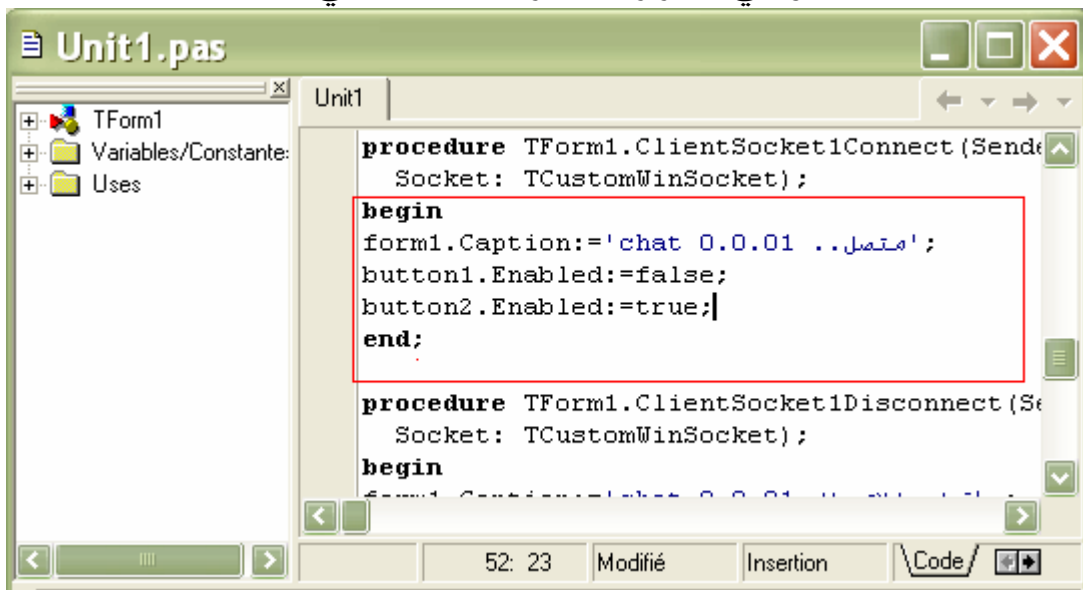 Unit1.pas
Unit1
TForm1
Variables/Constante
Uses
procedure TForm1.ClientSocket1Connect(Sende
Socket: TCustomWinSocket);
begin
form1.Caption:='chat 0.0.01 ..متصل';
button1.Enabled:=false;
button2.Enabled:=true;
end;
procedure TForm1.ClientSocket1Disconnect(Se
Socket: TCustomWinSocket);
begin
52: 23
Modifié
Insertion
\Code/